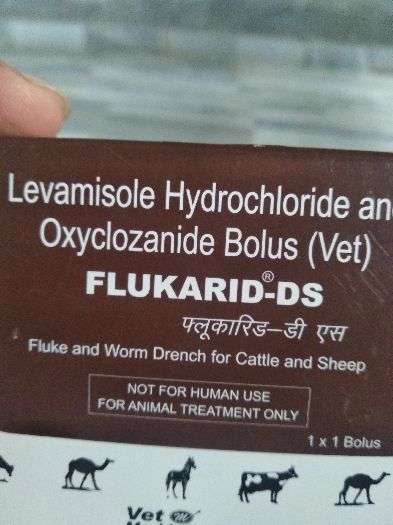 Levamisole Hydrochloride an
Oxyclozanide Bolus (Vet)
FLUKARID®-DS
फ्लूकारिड-डी एस
Fluke and Worm Drench for Cattle and Sheep
NOT FOR HUMAN USE
FOR ANIMAL TREATMENT ONLY
1 x 1 Bolus
Vet